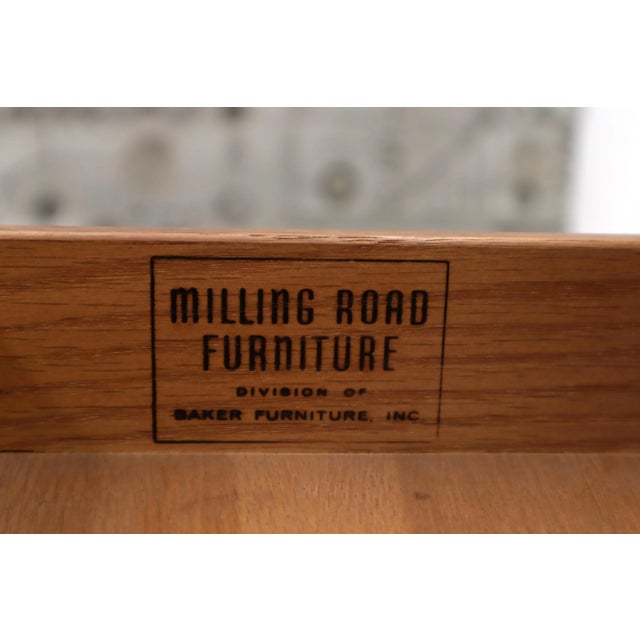 MILLING ROAD
FURNITURE
DIVISION OF
BAKER FURNITURE, INC.